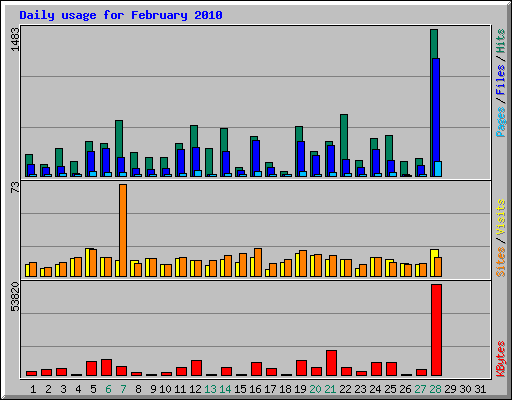 Daily usage for February 2010
1483
Pages / Files / Hits
73
Sites / Visits
53820
KBytes
1 2 3 4 5 6 7 8 9 10 11 12 13 14 15 16 17 18 19 20 21 22 23 24 25 26 27 28 29 30 31